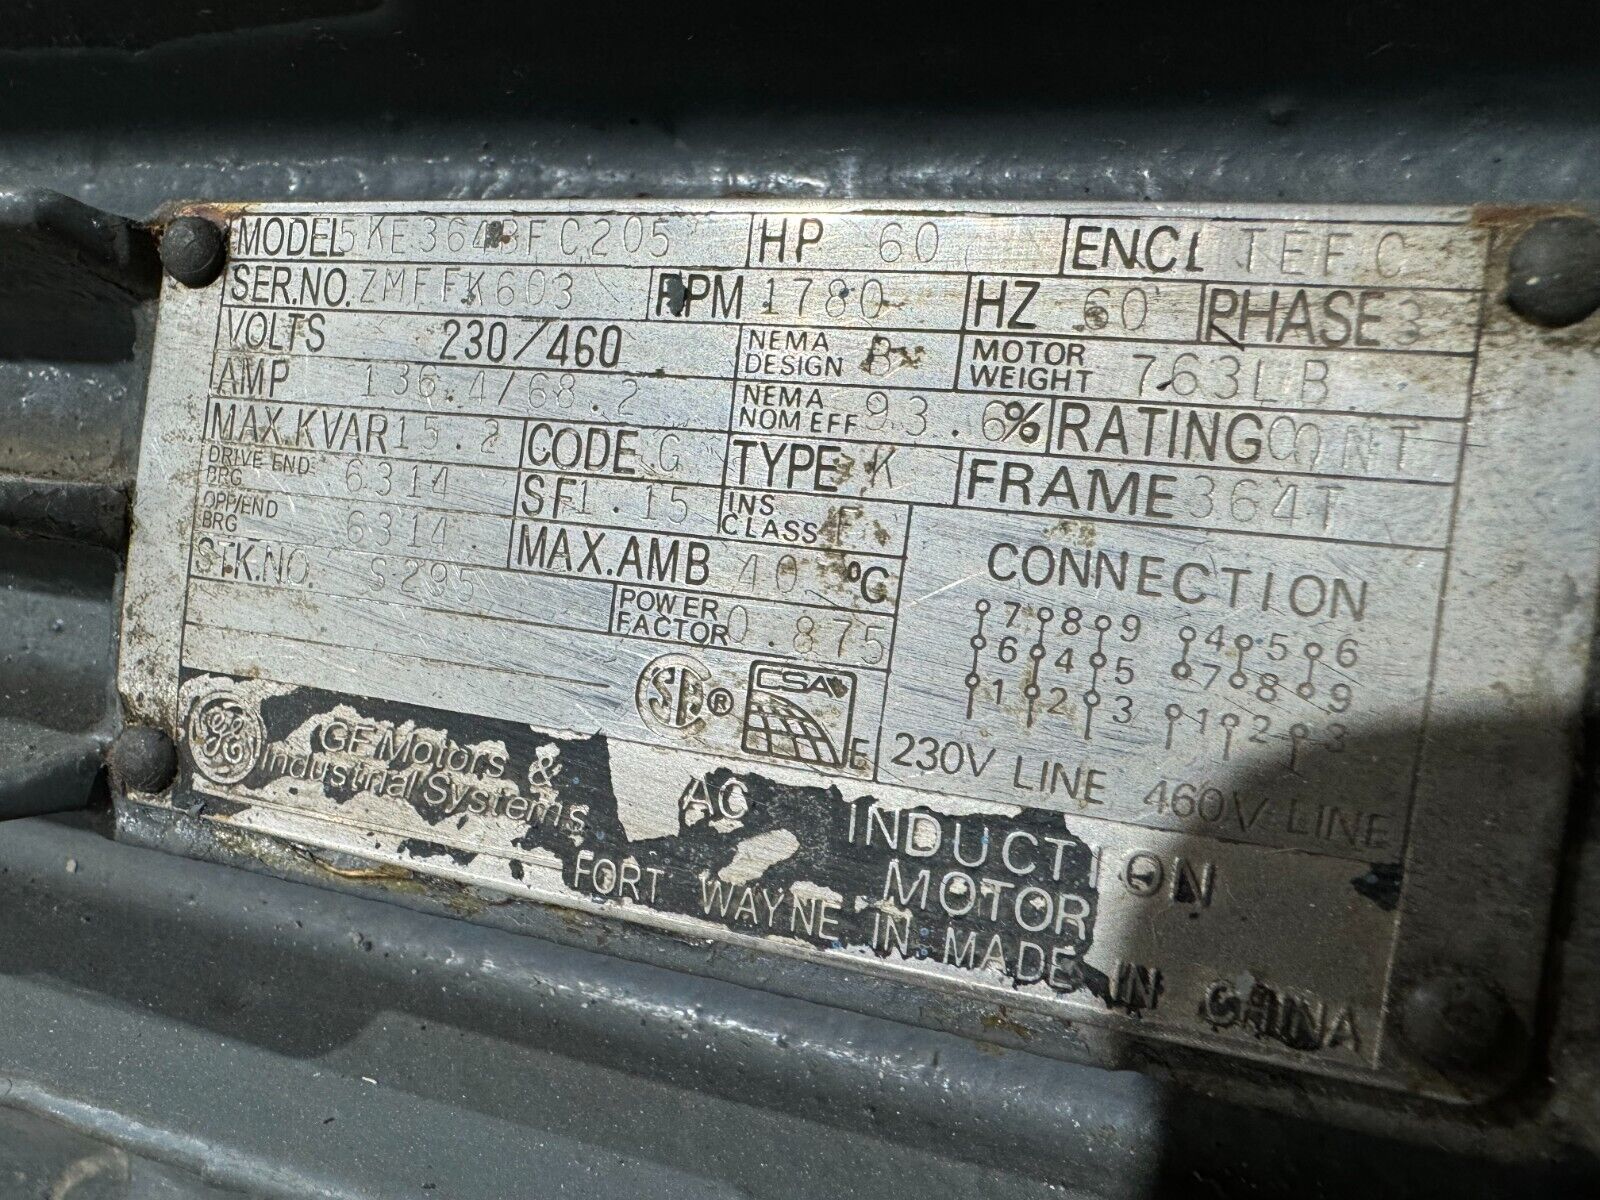 MODEL 5KE364BFC205 HP 60 ENCL TEFC
SER.NO. ZMFFK603 RPM 1780 HZ 60 PHASE 3
VOLTS 230/460 NEMA DESIGN B MOTOR WEIGHT 763LB
AMP 136.4/68.2 NEMA NOM EFF 93.6% RATING CONT
MAX.KVAR 15.2 CODE G TYPE K FRAME 364T
DRIVE END BRG 6314 SF 1.15 INS CLASS F
OPP/END BRG 6314 MAX.AMB 40 °C
STK.NO. S295 POWER FACTOR 0.875
CONNECTION
7 8 9 4 5 6
6 4 5 7 8 9
1 2 3 1 2 3
230V LINE 460V LINE
SA ® CSA E
GE GE Motors &
Industrial Systems
AC INDUCTION
MOTOR
FORT WAYNE IN. MADE IN CHINA